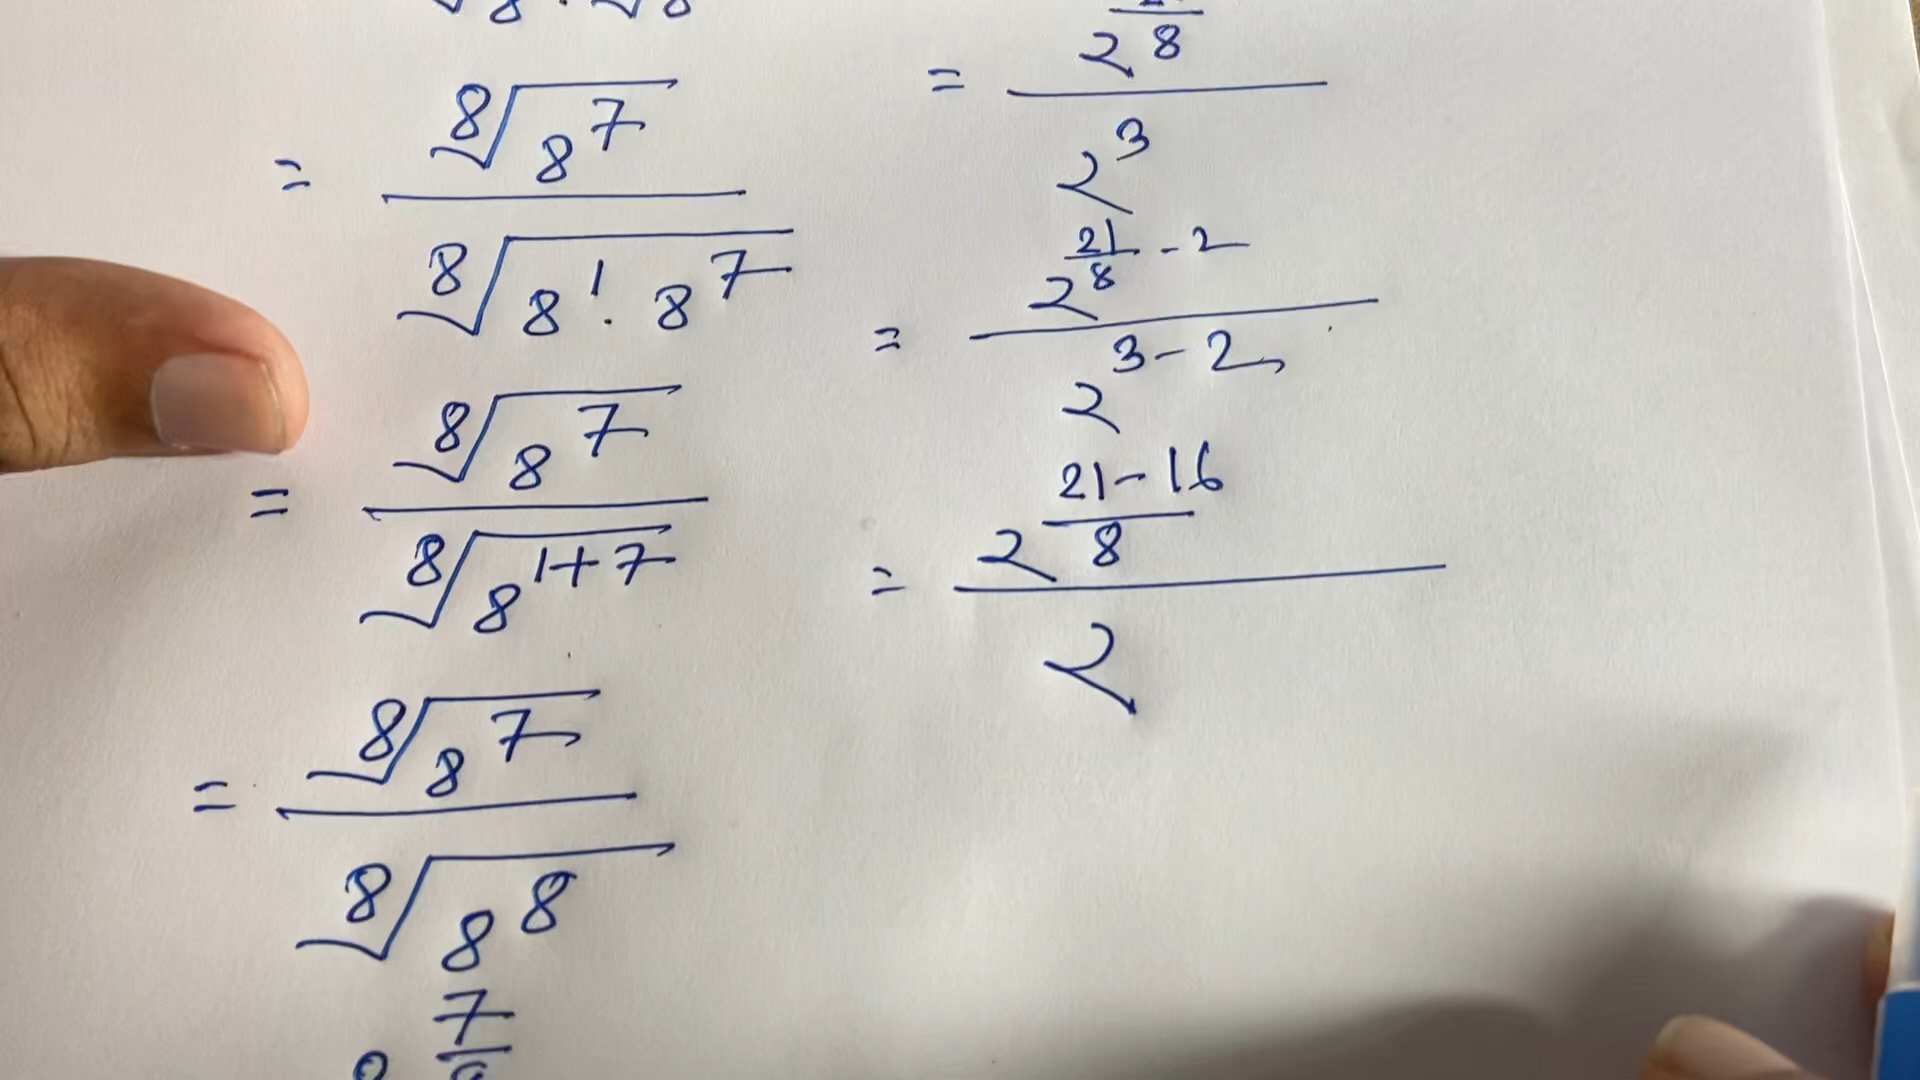 = ⁸√8⁷ / ⁸√(8¹ . 8⁷)
= ⁸√8⁷ / ⁸√8^(1+7)
= ⁸√8⁷ / ⁸√8⁸
7
= 2^(/8) / 2³
= 2^(21/8 - 2) / 2^(3-2)
= 2^((21-16)/8) / 2